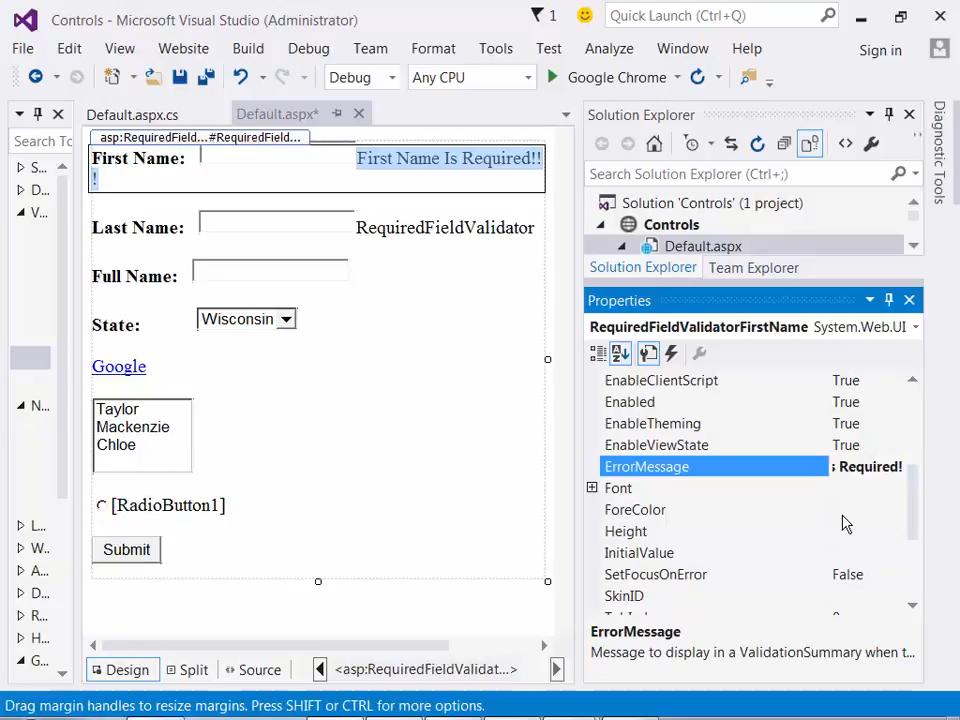 Controls - Microsoft Visual Studio (Administrator)
1
Quick Launch (Ctrl+Q)
File Edit View Website Build Debug Team Format Tools Test Analyze Window Help
Sign in
Debug
Any CPU
Google Chrome
Default.aspx.cs
Default.aspx*
Search To
S...
D...
V...
N...
L...
W...
A...
D...
R...
H...
G...
asp:RequiredField...#RequiredField...
First Name:
First Name Is Required!!
!
Last Name:
RequiredFieldValidator
Full Name:
State:
Wisconsin
Google
Taylor
Mackenzie
Chloe
[RadioButton1]
Submit
Design
Split
Source
<asp:RequiredFieldValidat...>
Solution Explorer
Search Solution Explorer (Ctrl+;)
Solution 'Controls' (1 project)
Controls
Default.aspx
Solution Explorer
Team Explorer
Diagnostic Tools
Properties
RequiredFieldValidatorFirstName System.Web.UI
EnableClientScript True
Enabled True
EnableTheming True
EnableViewState True
ErrorMessage s Required!
Font
ForeColor
Height
InitialValue
SetFocusOnError False
SkinID
ErrorMessage
Message to display in a ValidationSummary when t...
Drag margin handles to resize margins. Press SHIFT or CTRL for more options.